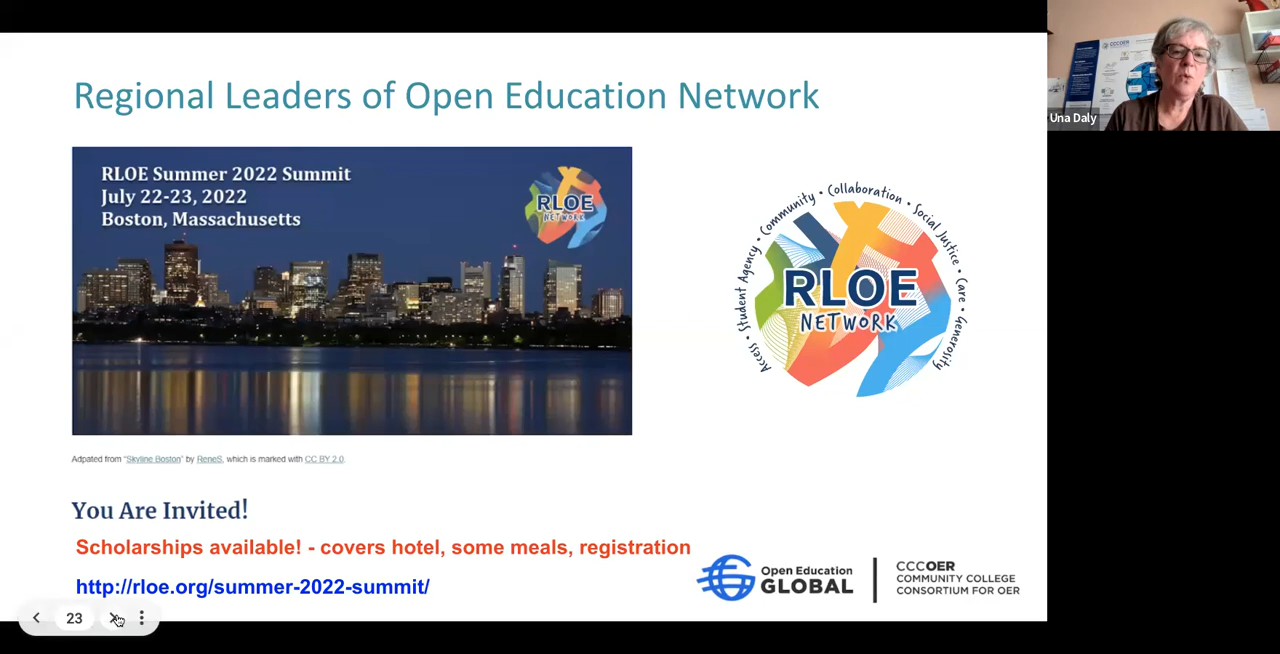 Regional Leaders of Open Education Network
RLOE Summer 2022 Summit
July 22-23, 2022
Boston, Massachusetts
RLOE
NETWORK
Access • Student Agency • Community • Collaboration • Social Justice • Care • Generosity
RLOE
NETWORK
Adpated from "Skyline Boston" by ReneS, which is marked with CC BY 2.0.
You Are Invited!
Scholarships available! - covers hotel, some meals, registration
http://rloe.org/summer-2022-summit/
Open Education
GLOBAL
CCCOER
COMMUNITY COLLEGE
CONSORTIUM FOR OER
23
CCCOER
Una Daly